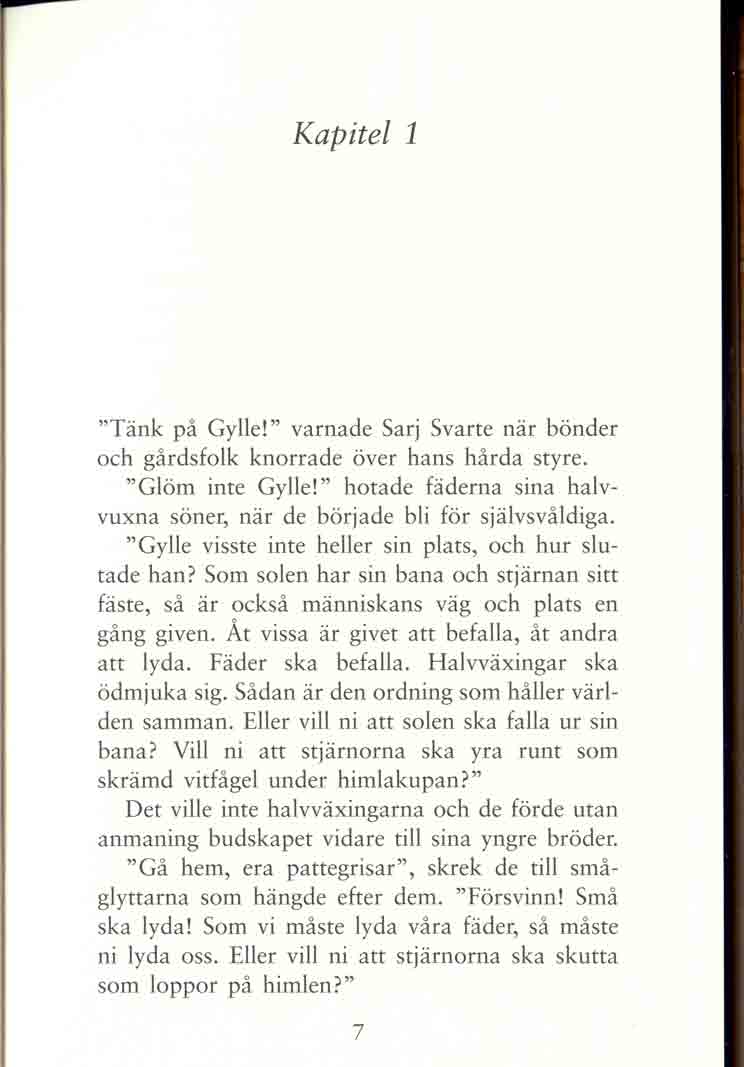 Kapitel 1
”Tänk på Gylle!” varnade Sarj Svarte när bönder
och gårdsfolk knorrade över hans hårda styre.
”Glöm inte Gylle!” hotade fäderna sina halv-
vuxna söner, när de började bli för självsvåldiga.
”Gylle visste inte heller sin plats, och hur slu-
tade han? Som solen har sin bana och stjärnan sitt
fäste, så är också människans väg och plats en
gång given. Åt vissa är givet att befalla, åt andra
att lyda. Fäder ska befalla. Halvväxingar ska
ödmjuka sig. Sådan är den ordning som håller värl-
den samman. Eller vill ni att solen ska falla ur sin
bana? Vill ni att stjärnorna ska yra runt som
skrämd vitfågel under himlakupan?”
Det ville inte halvväxingarna och de förde utan
anmaning budskapet vidare till sina yngre bröder.
”Gå hem, era pattegrisar”, skrek de till små-
glyttarna som hängde efter dem. ”Försvinn! Små
ska lyda! Som vi måste lyda våra fäder, så måste
ni lyda oss. Eller vill ni att stjärnorna ska skutta
som loppor på himlen?”
7